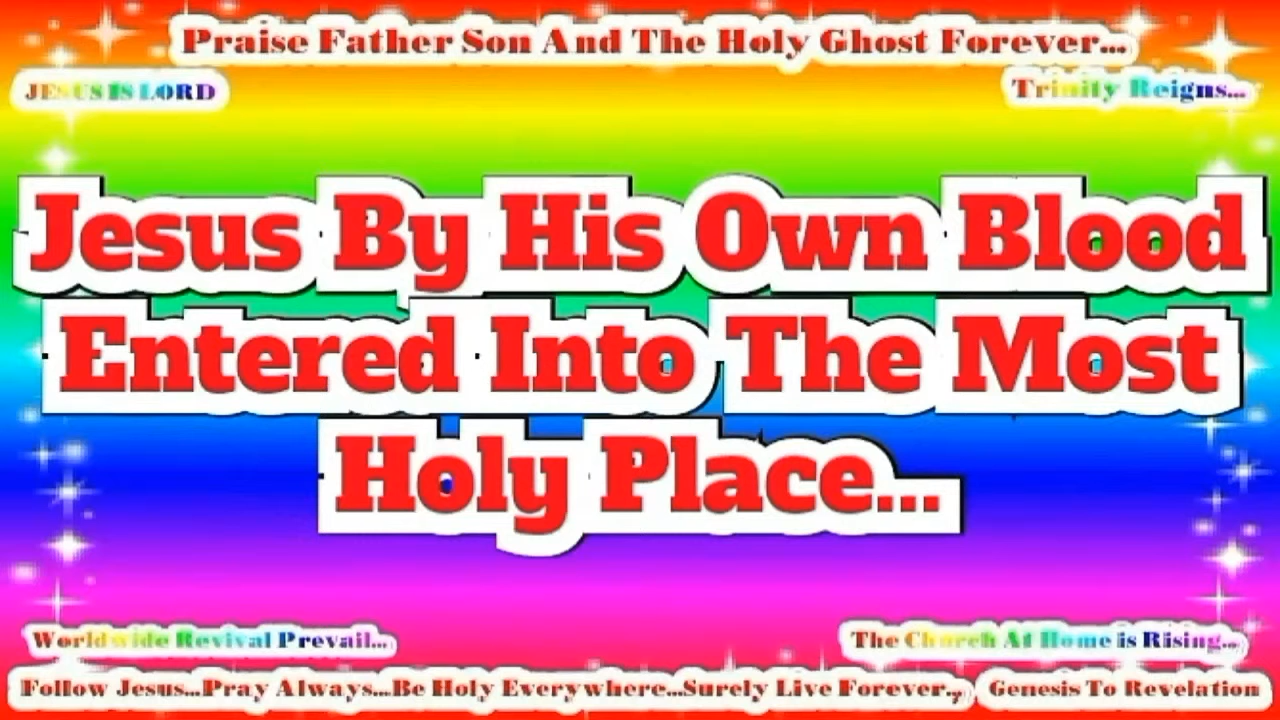 Praise Father Son And The Holy Ghost Forever...
JESUS IS LORD
Trinity Reigns...
Jesus By His Own Blood
Entered Into The Most
Holy Place...
Worldwide Revival Prevail...
The Church At Home is Rising...
Follow Jesus...Pray Always...Be Holy Everywhere...Surely Live Forever.., Genesis To Revelation